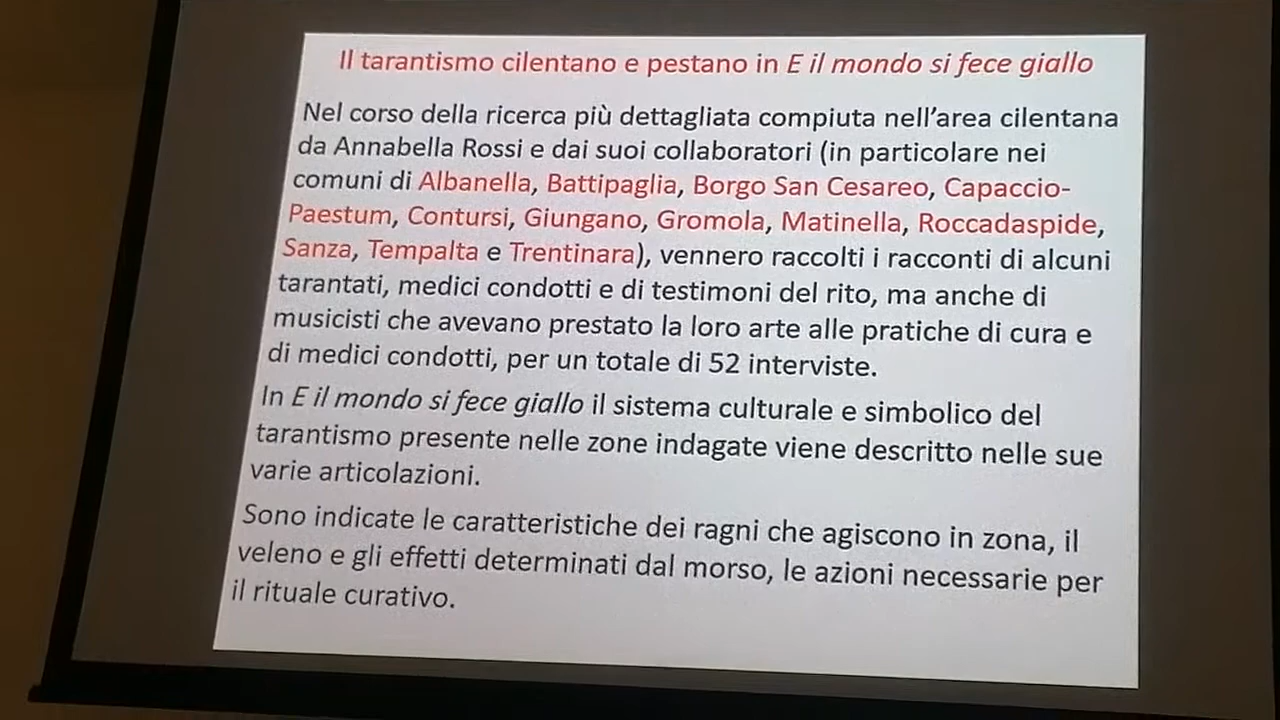 Il tarantismo cilentano e pestano in E il mondo si fece giallo
Nel corso della ricerca più dettagliata compiuta nell'area cilentana
da Annabella Rossi e dai suoi collaboratori (in particolare nei
comuni di Albanella, Battipaglia, Borgo San Cesareo, Capaccio-
Paestum, Contursi, Giungano, Gromola, Matinella, Roccadaspide,
Sanza, Tempalta e Trentinara), vennero raccolti i racconti di alcuni
tarantati, medici condotti e di testimoni del rito, ma anche di
musicisti che avevano prestato la loro arte alle pratiche di cura e
di medici condotti, per un totale di 52 interviste.
In E il mondo si fece giallo il sistema culturale e simbolico del
tarantismo presente nelle zone indagate viene descritto nelle sue
varie articolazioni.
Sono indicate le caratteristiche dei ragni che agiscono in zona, il
veleno e gli effetti determinati dal morso, le azioni necessarie per
il rituale curativo.